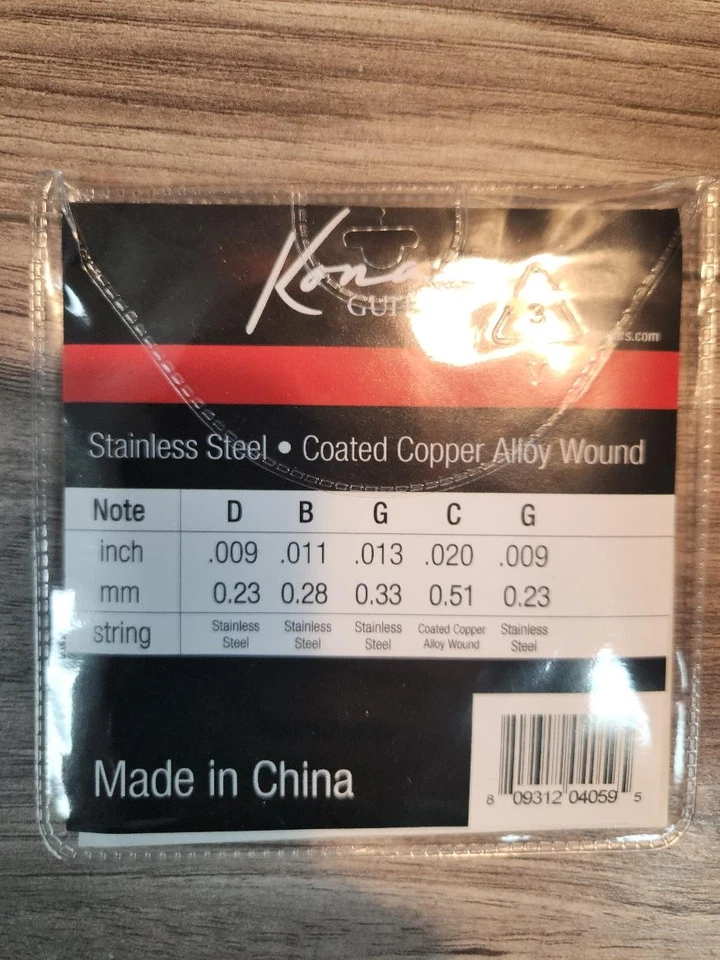 Kona
3
Stainless Steel • Coated Copper Alloy Wound
Note D B G C G
inch .009 .011 .013 .020 .009
mm 0.23 0.28 0.33 0.51 0.23
string Stainless Steel Stainless Steel Stainless Steel Coated Copper Alloy Wound Stainless Steel
Made in China
8 09312 04059 5